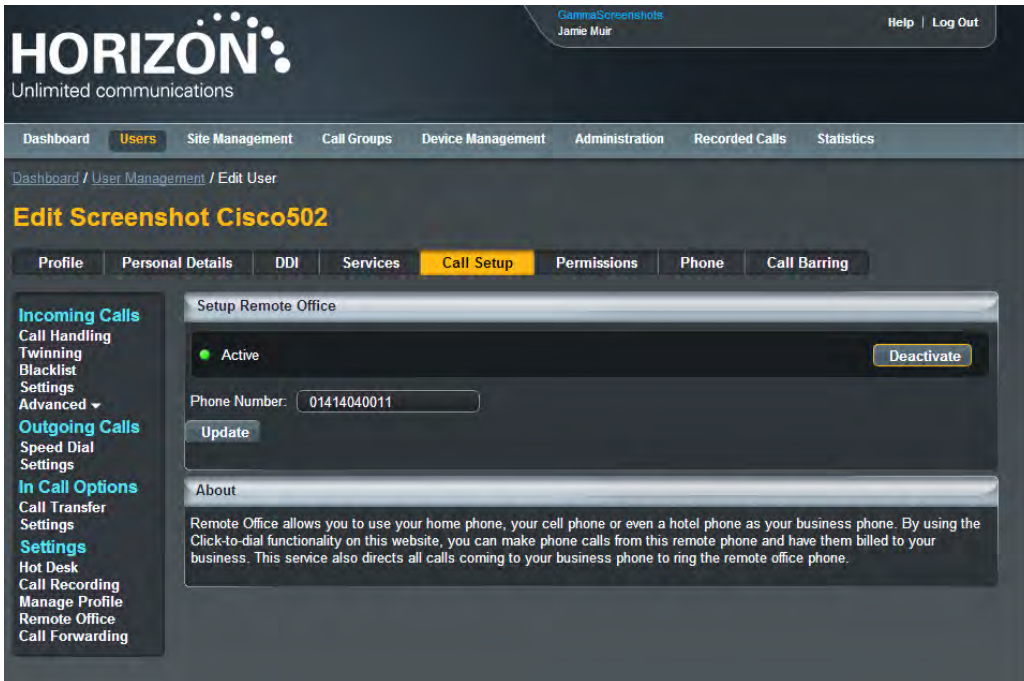 GammaScreenshots
Jamie Muir
Help | Log Out
HORIZON
Unlimited communications
Dashboard Users Site Management Call Groups Device Management Administration Recorded Calls Statistics
Dashboard / User Management / Edit User
Edit Screenshot Cisco502
Profile Personal Details DDI Services Call Setup Permissions Phone Call Barring
Incoming Calls
Call Handling
Twinning
Blacklist
Settings
Advanced
Outgoing Calls
Speed Dial
Settings
In Call Options
Call Transfer
Settings
Settings
Hot Desk
Call Recording
Manage Profile
Remote Office
Call Forwarding
Setup Remote Office
Active
Deactivate
Phone Number: 01414040011
Update
About
Remote Office allows you to use your home phone, your cell phone or even a hotel phone as your business phone. By using the
Click-to-dial functionality on this website, you can make phone calls from this remote phone and have them billed to your
business. This service also directs all calls coming to your business phone to ring the remote office phone.